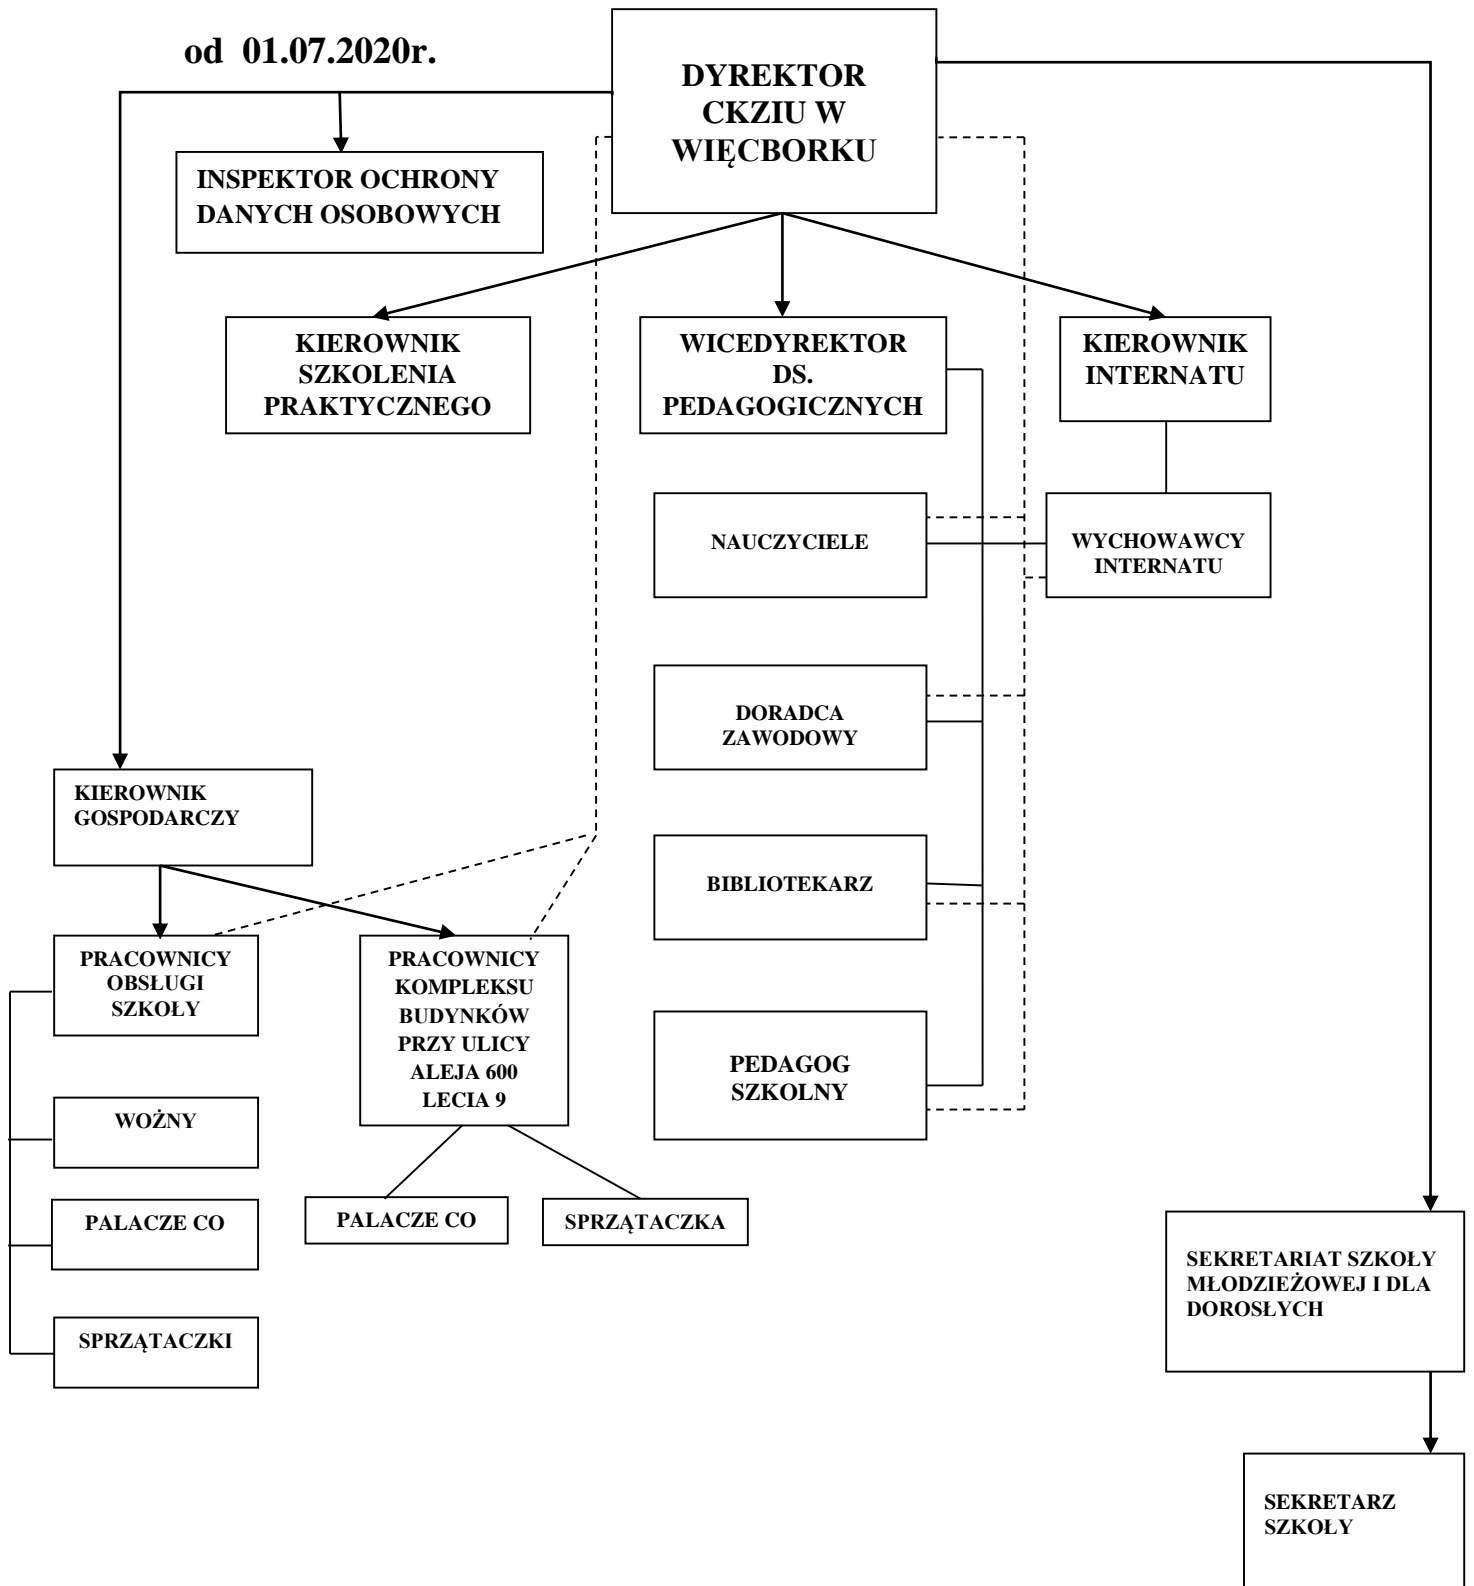 od 01.07.2020r.
DYREKTOR
CKZIU W
WIĘCBORKU
INSPEKTOR OCHRONY
DANYCH OSOBOWYCH
KIEROWNIK
SZKOLENIA
PRAKTYCZNEGO
WICEDYREKTOR
DS.
PEDAGOGICZNYCH
KIEROWNIK
INTERNATU
NAUCZYCIELE
WYCHOWAWCY
INTERNATU
DORADCA
ZAWODOWY
KIEROWNIK
GOSPODARCZY
BIBLIOTEKARZ
PRACOWNICY
OBSŁUGI
SZKOŁY
PRACOWNICY
KOMPLEKSU
BUDYNKÓW
PRZY ULICY
ALEJA 600
LECIA 9
PEDAGOG
SZKOLNY
WOŻNY
PALACZE CO
SPRZĄTACZKI
PALACZE CO
SPRZĄTACZKA
SEKRETARIAT SZKOŁY
MŁODZIEŻOWEJ I DLA
DOROSŁYCH
SEKRETARZ
SZKOŁY